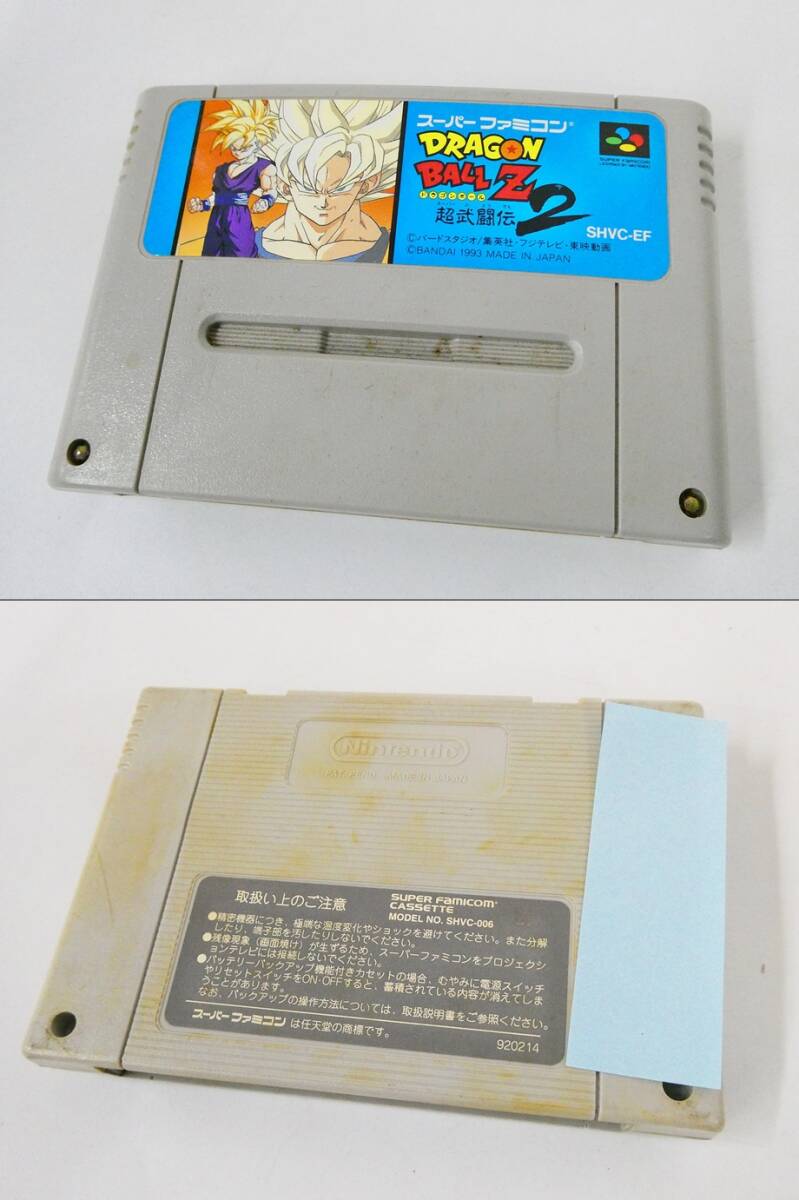 スーパーファミコン®
DRAGON
BALL Z
ドラゴンボール
超武闘伝2
SUPER FAMICOM
SHVC-EF
©バードスタジオ/集英社・フジテレビ・東映動画
©BANDAI 1993 MADE IN JAPAN
Nintendo
PAT. PEND. MADE IN JAPAN
取扱い上のご注意
SUPER FAMICOM
CASSETTE
MODEL NO. SHVC-006
●精密機器につき、極端な温度変化やショックを避けてください。また分解
したり、端子部を汚したりしないでください。
●残像現象(画面焼け)が生ずるため、スーパーファミコンをプロジェクシ
ョンテレビには接続しないでください。
●バッテリーバックアップ機能付きカセットの場合、むやみに電源スイッチ
やリセットスイッチをON・OFFすると、蓄積されている内容が消えてしま
うことがあります。
なお、バックアップの操作方法については、取扱説明書をご参照ください。
スーパーファミコンは任天堂の商標です。
920214